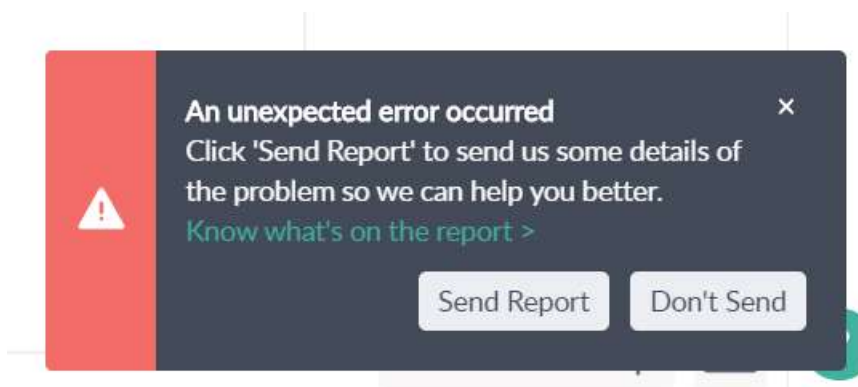 An unexpected error occurred
Click 'Send Report' to send us some details of
the problem so we can help you better.
Know what's on the report >
Send Report
Don't Send